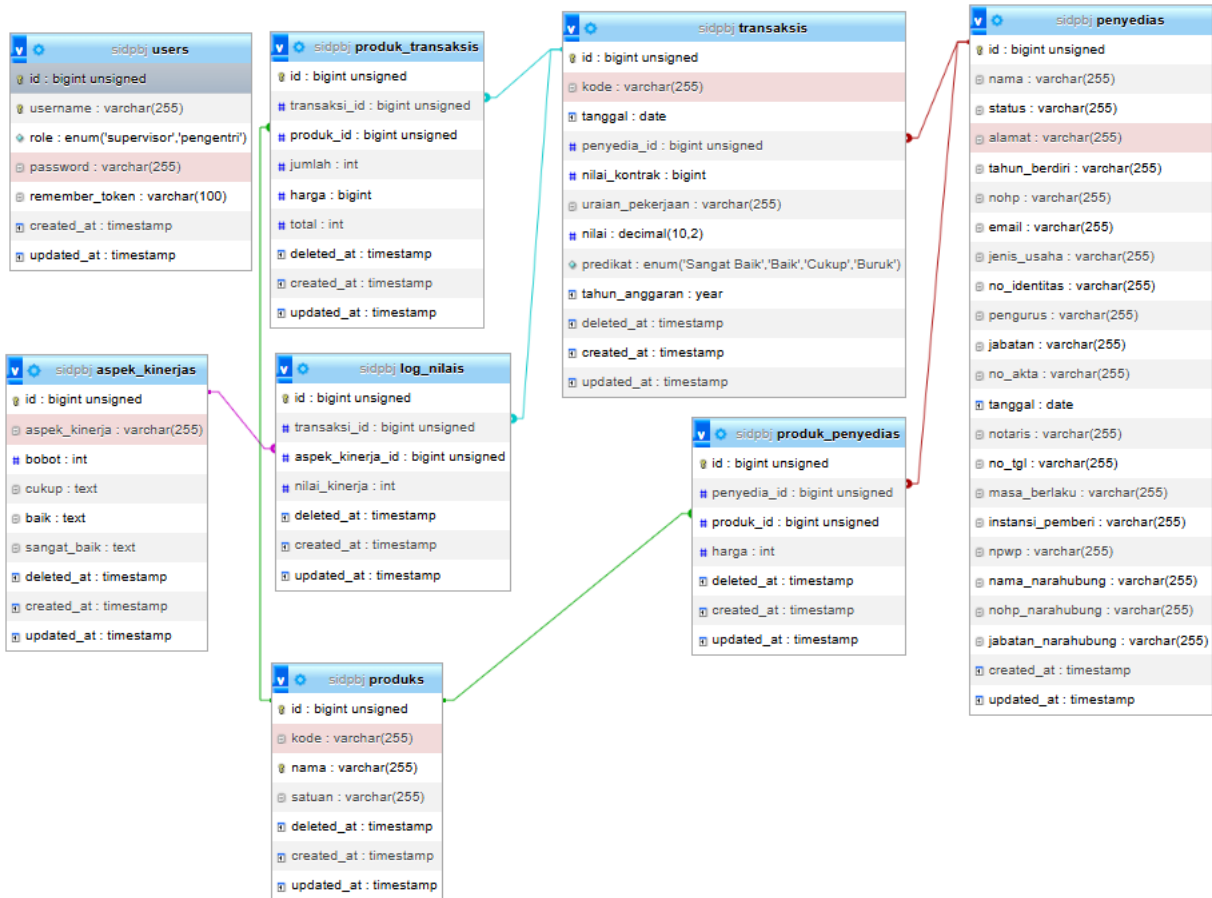 sidpbj users
id : bigint unsigned
username : varchar(255)
role : enum('supervisor','pengentri')
password : varchar(255)
remember_token : varchar(100)
created_at : timestamp
updated_at : timestamp
sidpbj produk_transaksis
id : bigint unsigned
transaksi_id : bigint unsigned
produk_id : bigint unsigned
jumlah : int
harga : bigint
total : int
deleted_at : timestamp
created_at : timestamp
updated_at : timestamp
sidpbj transaksis
id : bigint unsigned
kode : varchar(255)
tanggal : date
penyedia_id : bigint unsigned
nilai_kontrak : bigint
uraian_pekerjaan : varchar(255)
nilai : decimal(10,2)
predikat : enum('Sangat Baik','Baik','Cukup','Buruk')
tahun_anggaran : year
deleted_at : timestamp
created_at : timestamp
updated_at : timestamp
sidpbj penyedias
id : bigint unsigned
nama : varchar(255)
status : varchar(255)
alamat : varchar(255)
tahun_berdiri : varchar(255)
nohp : varchar(255)
email : varchar(255)
jenis_usaha : varchar(255)
no_identitas : varchar(255)
pengurus : varchar(255)
jabatan : varchar(255)
no_akta : varchar(255)
tanggal : date
notaris : varchar(255)
no_tgl : varchar(255)
masa_berlaku : varchar(255)
instansi_pemberi : varchar(255)
npwp : varchar(255)
nama_narahubung : varchar(255)
nohp_narahubung : varchar(255)
jabatan_narahubung : varchar(255)
created_at : timestamp
updated_at : timestamp
sidpbj aspek_kinerjas
id : bigint unsigned
aspek_kinerja : varchar(255)
bobot : int
cukup : text
baik : text
sangat_baik : text
deleted_at : timestamp
created_at : timestamp
updated_at : timestamp
sidpbj log_nilais
id : bigint unsigned
transaksi_id : bigint unsigned
aspek_kinerja_id : bigint unsigned
nilai_kinerja : int
deleted_at : timestamp
created_at : timestamp
updated_at : timestamp
sidpbj produk_penyedias
id : bigint unsigned
penyedia_id : bigint unsigned
produk_id : bigint unsigned
harga : int
deleted_at : timestamp
created_at : timestamp
updated_at : timestamp
sidpbj produks
id : bigint unsigned
kode : varchar(255)
nama : varchar(255)
satuan : varchar(255)
deleted_at : timestamp
created_at : timestamp
updated_at : timestamp